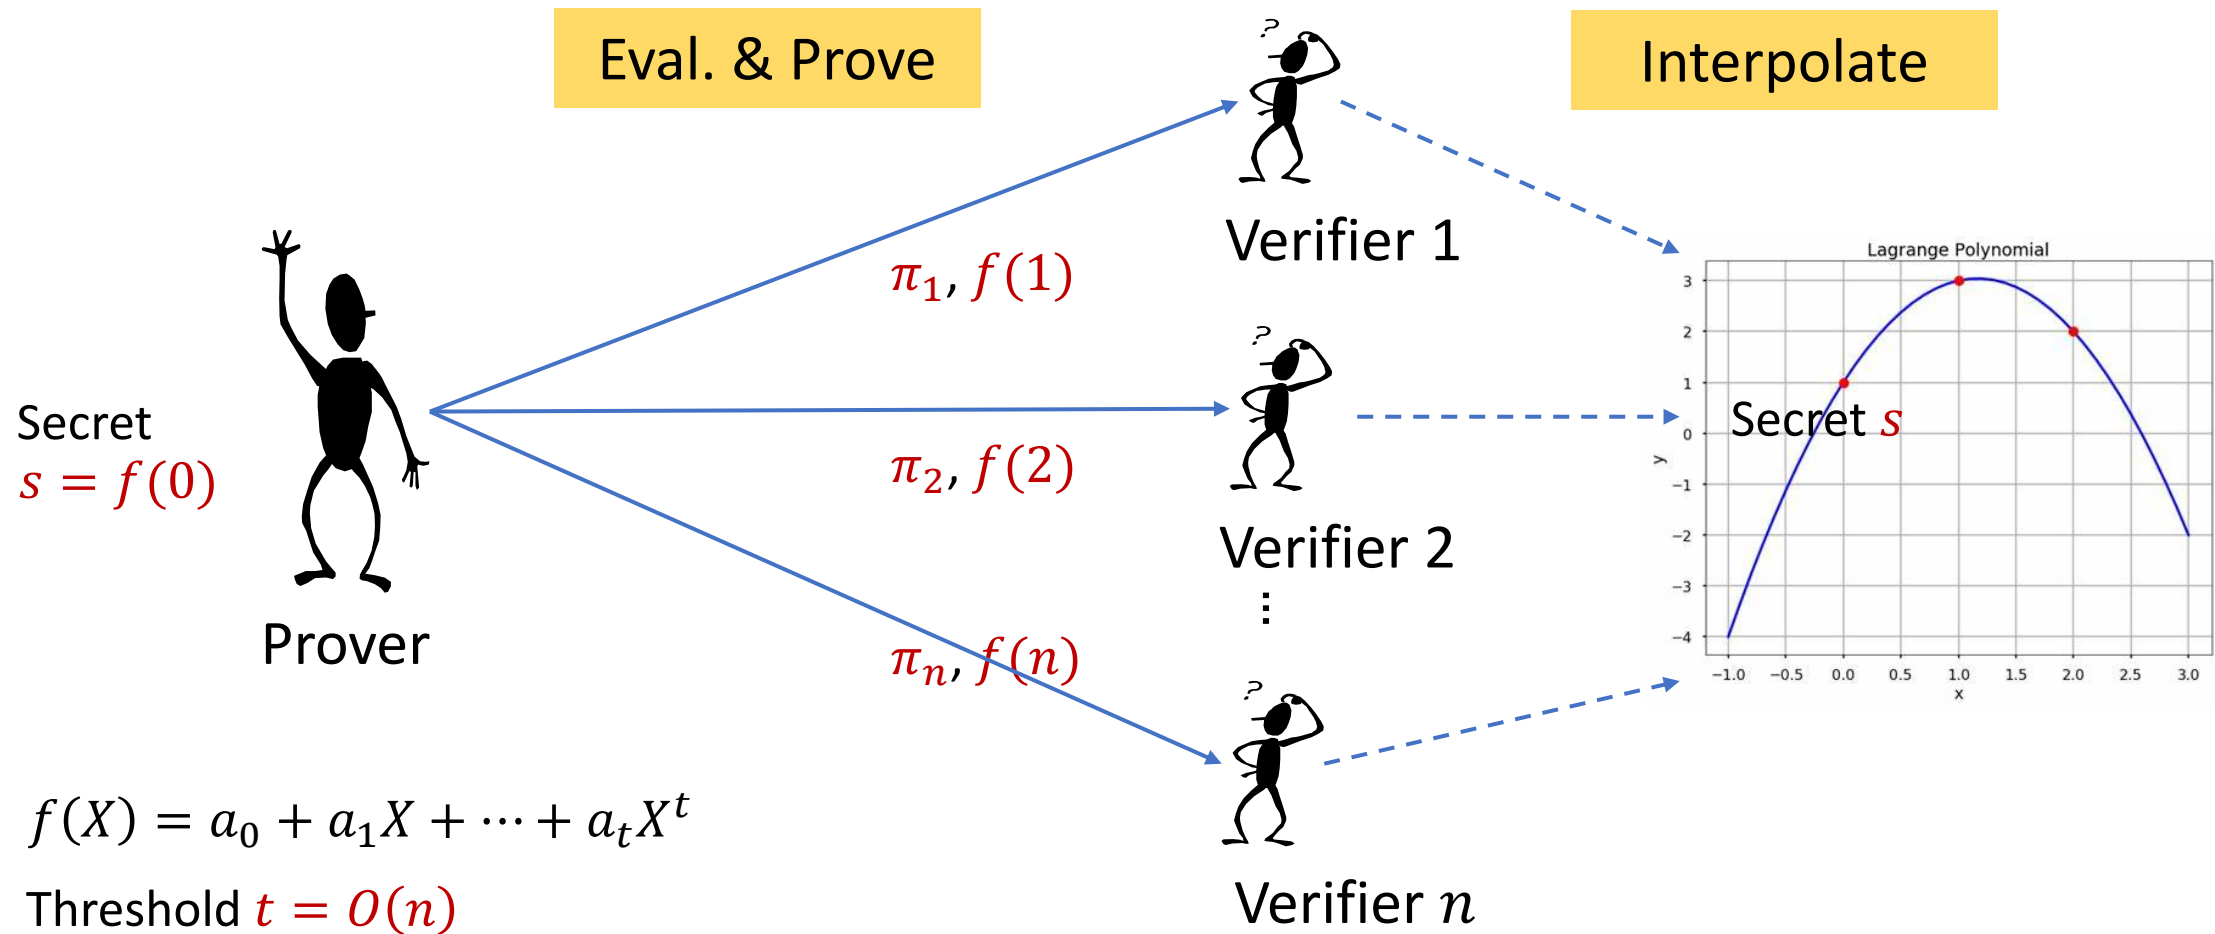 Eval. & Prove
Interpolate
?
Verifier 1
π₁, f(1)
Secret
s = f(0)
Prover
?
π₂, f(2)
Verifier 2
⋮
πₙ, f(n)
?
Verifier n
f(X) = a₀ + a₁X + ⋯ + aₜXᵗ
Threshold t = O(n)
Lagrange Polynomial
3
2
1
0
−1
−2
−3
−4
y
Secret s
−1.0 −0.5 0.0 0.5 1.0 1.5 2.0 2.5 3.0
x